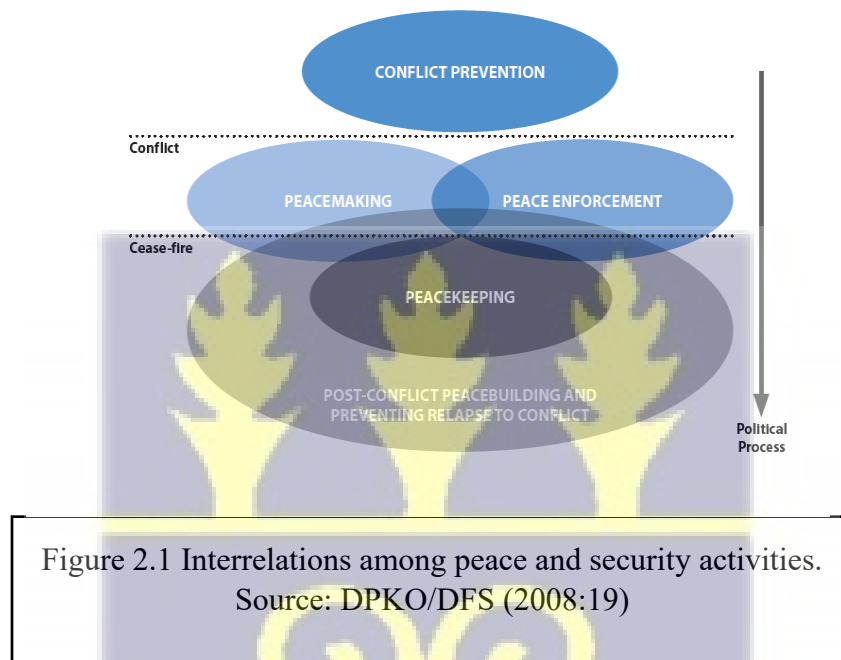 CONFLICT PREVENTION
Conflict
PEACEMAKING
PEACE ENFORCEMENT
Cease-fire
PEACEKEEPING
POST-CONFLICT PEACEBUILDING AND
PREVENTING RELAPSE TO CONFLICT
Political
Process
Figure 2.1 Interrelations among peace and security activities.
Source: DPKO/DFS (2008:19)